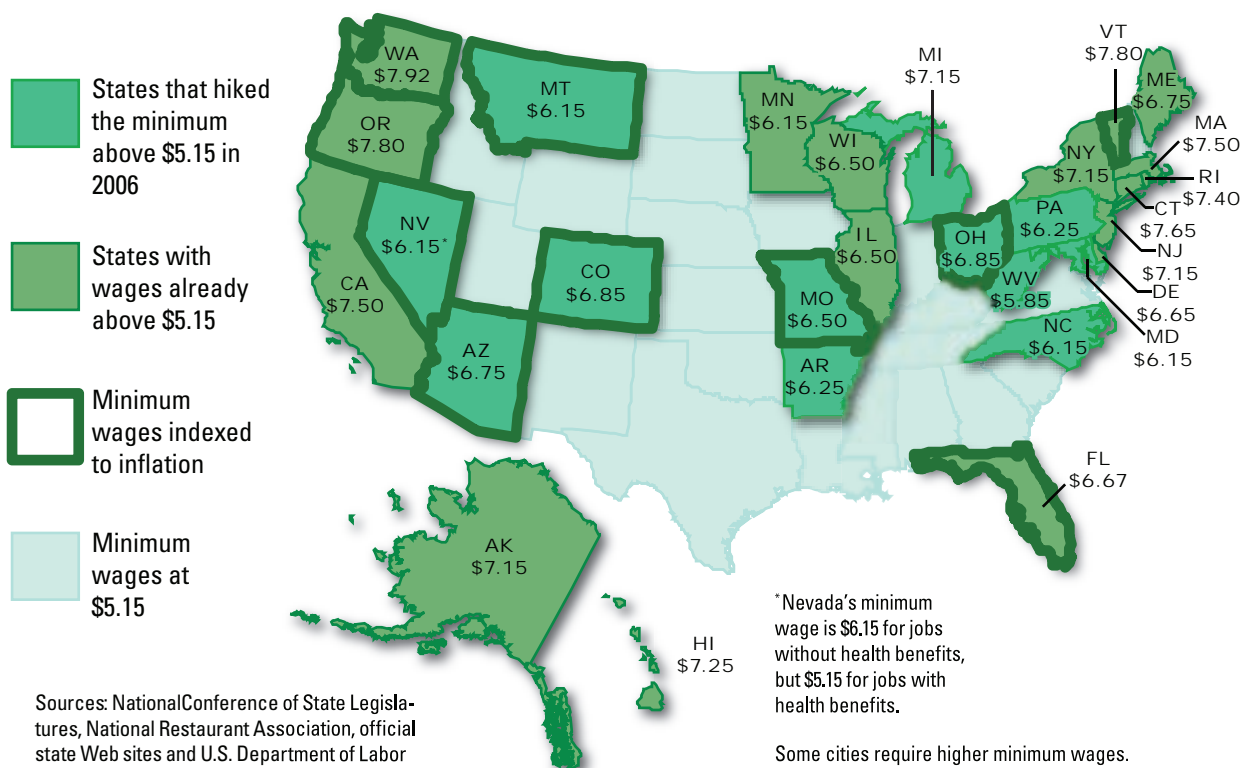 States that hiked
the minimum
above $5.15 in
2006
States with
wages already
above $5.15
Minimum
wages indexed
to inflation
Minimum
wages at
$5.15
WA
$7.92
OR
$7.80
CA
$7.50
NV
$6.15*
MT
$6.15
AZ
$6.75
CO
$6.85
MN
$6.15
WI
$6.50
IL
$6.50
MO
$6.50
AR
$6.25
MI
$7.15
OH
$6.85
WV
$5.85
PA
$6.25
NY
$7.15
VT
$7.80
ME
$6.75
MA
$7.50
RI
$7.40
CT
$7.65
NJ
$7.15
DE
$6.65
MD
$6.15
NC
$6.15
FL
$6.67
AK
$7.15
HI
$7.25
*Nevada's minimum
wage is $6.15 for jobs
without health benefits,
but $5.15 for jobs with
health benefits.
Some cities require higher minimum wages.
Sources: NationalConference of State Legisla-
tures, National Restaurant Association, official
state Web sites and U.S. Department of Labor